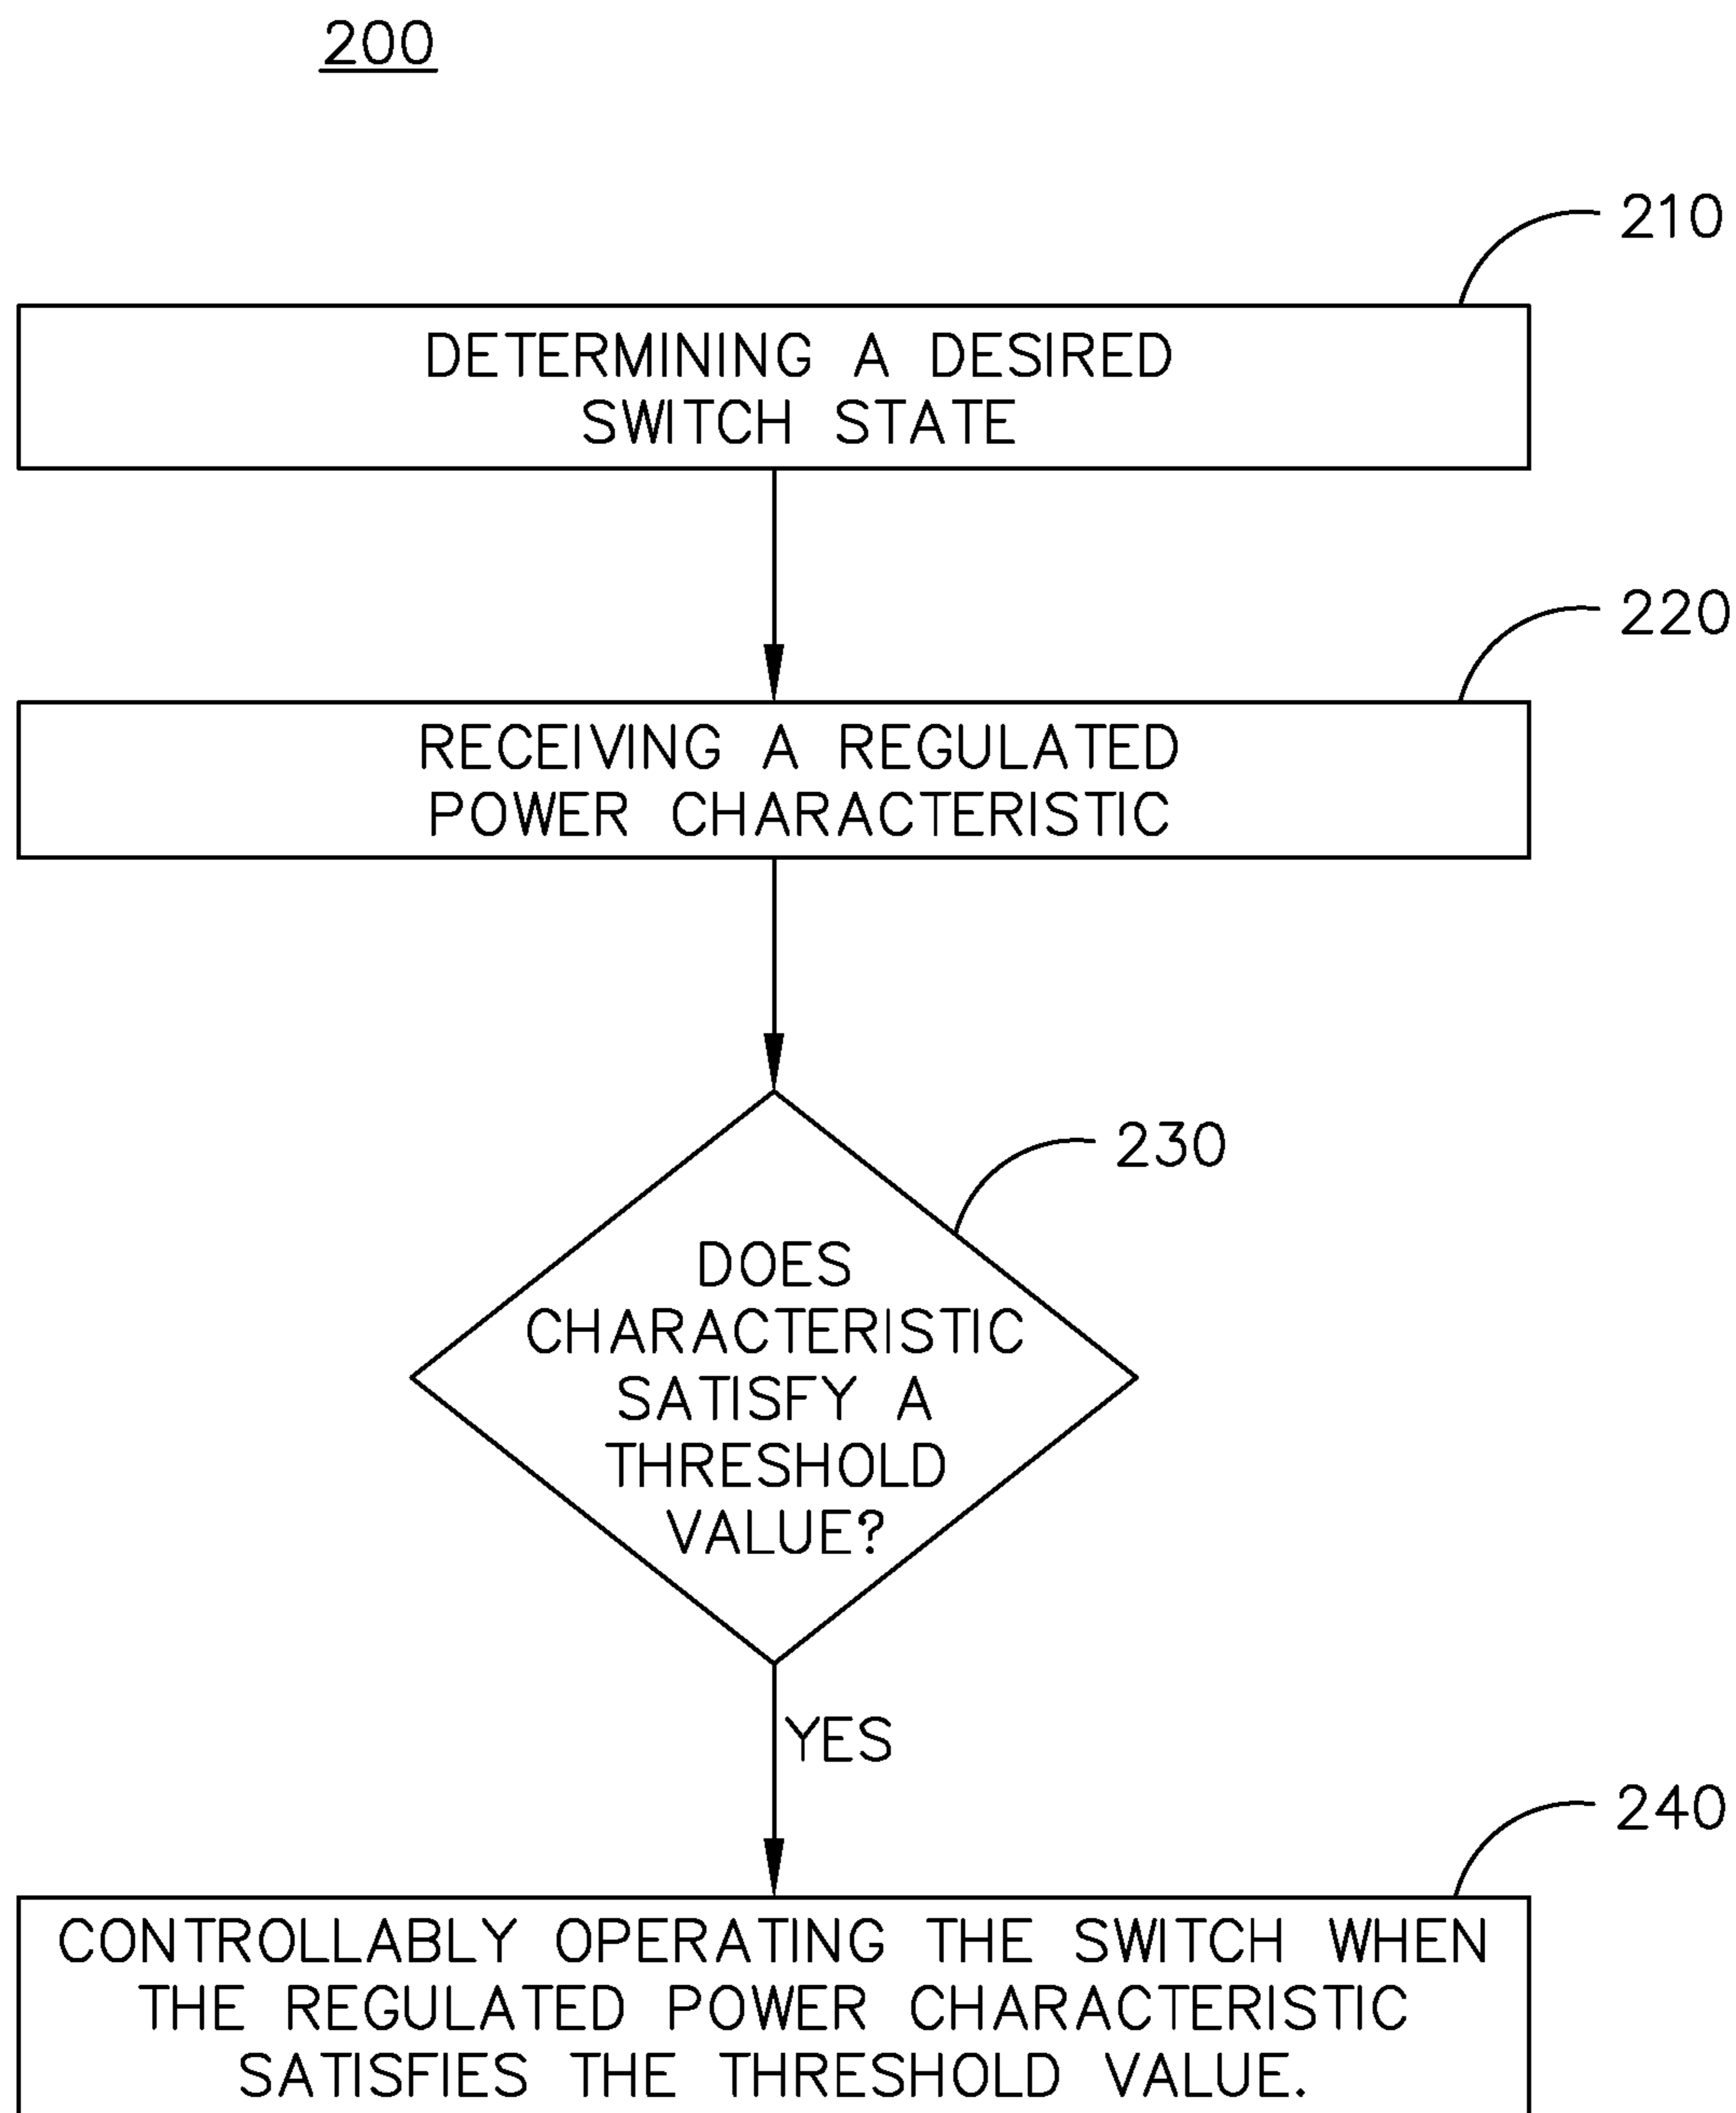 200
210
DETERMINING A DESIRED
SWITCH STATE
220
RECEIVING A REGULATED
POWER CHARACTERISTIC
230
DOES
CHARACTERISTIC
SATISFY A
THRESHOLD
VALUE?
YES
240
CONTROLLABLY OPERATING THE SWITCH WHEN
THE REGULATED POWER CHARACTERISTIC
SATISFIES THE THRESHOLD VALUE.